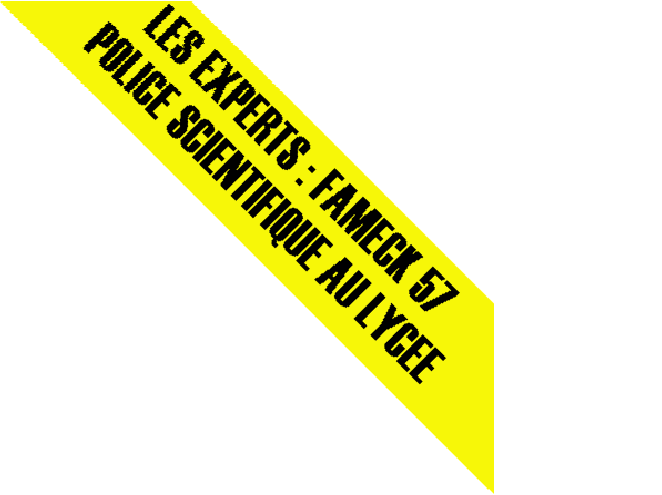 LES EXPERTS : FAMECK 57
POLICE SCIENTIFIQUE AU LYCEE